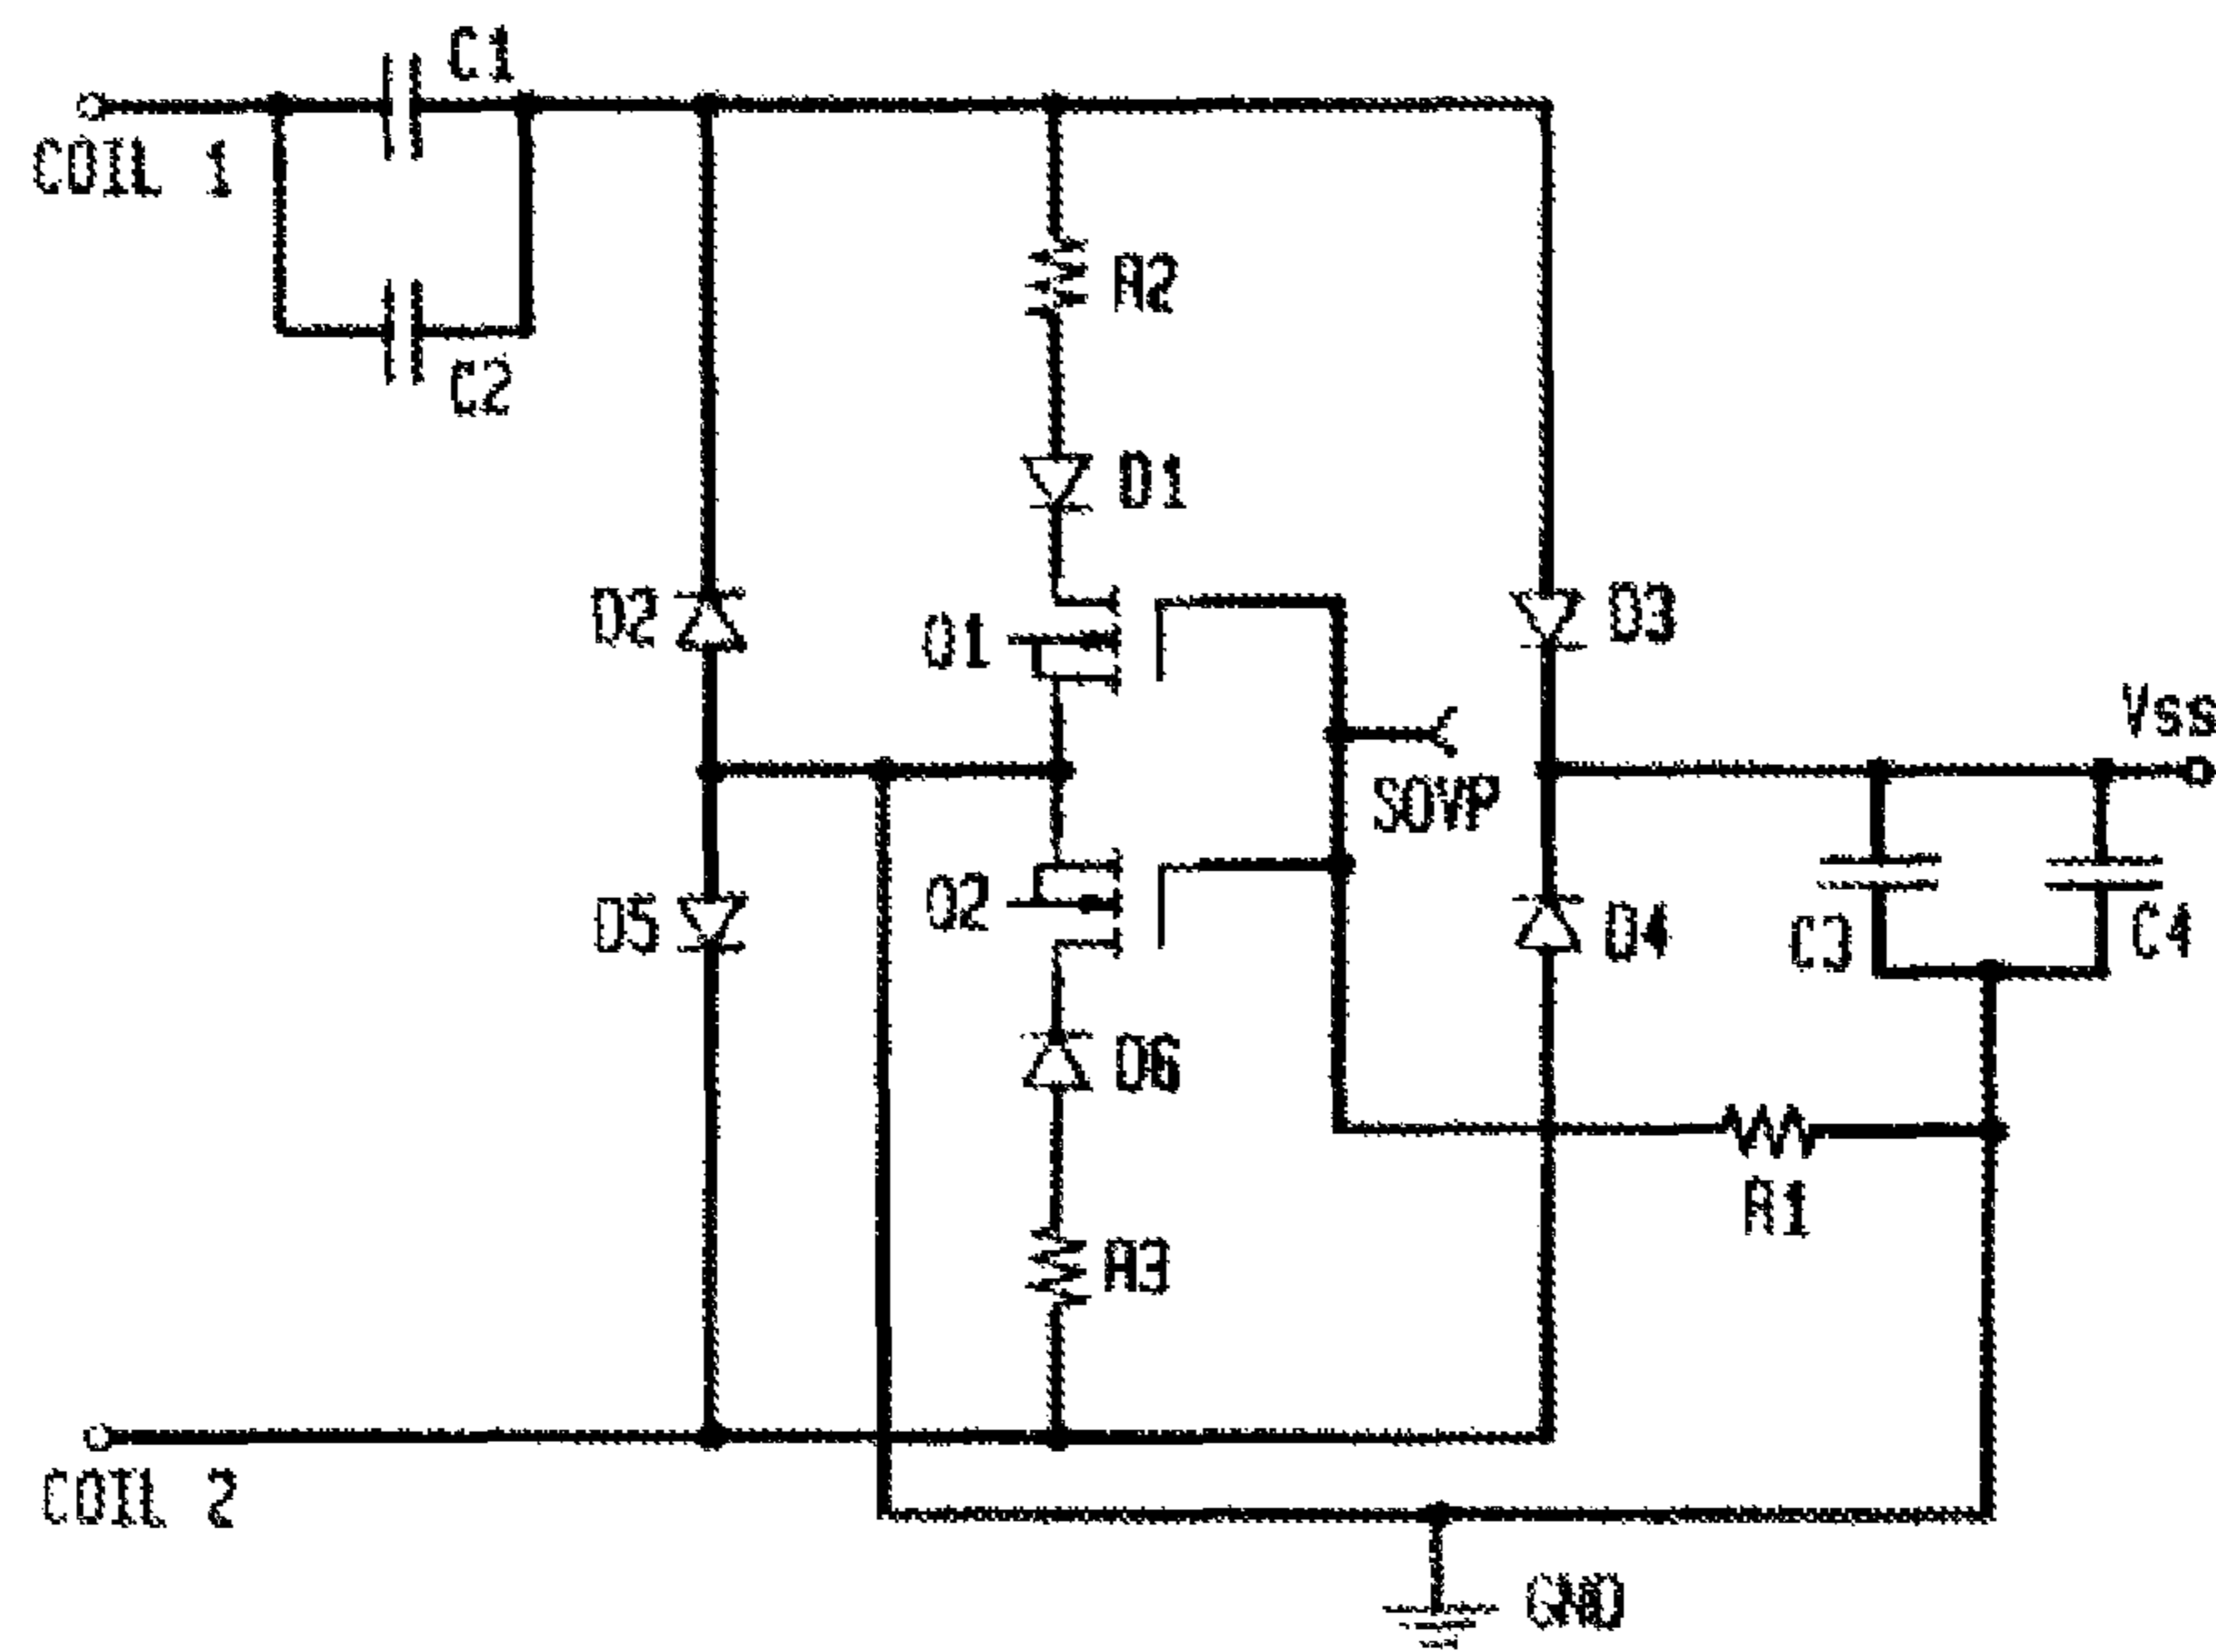 C1
COIL 1
C2
R2
D1
D2
Q1
D3
Vss
SOVP
D5
Q2
D4
C3
C4
D6
R1
R3
COIL 2
GND